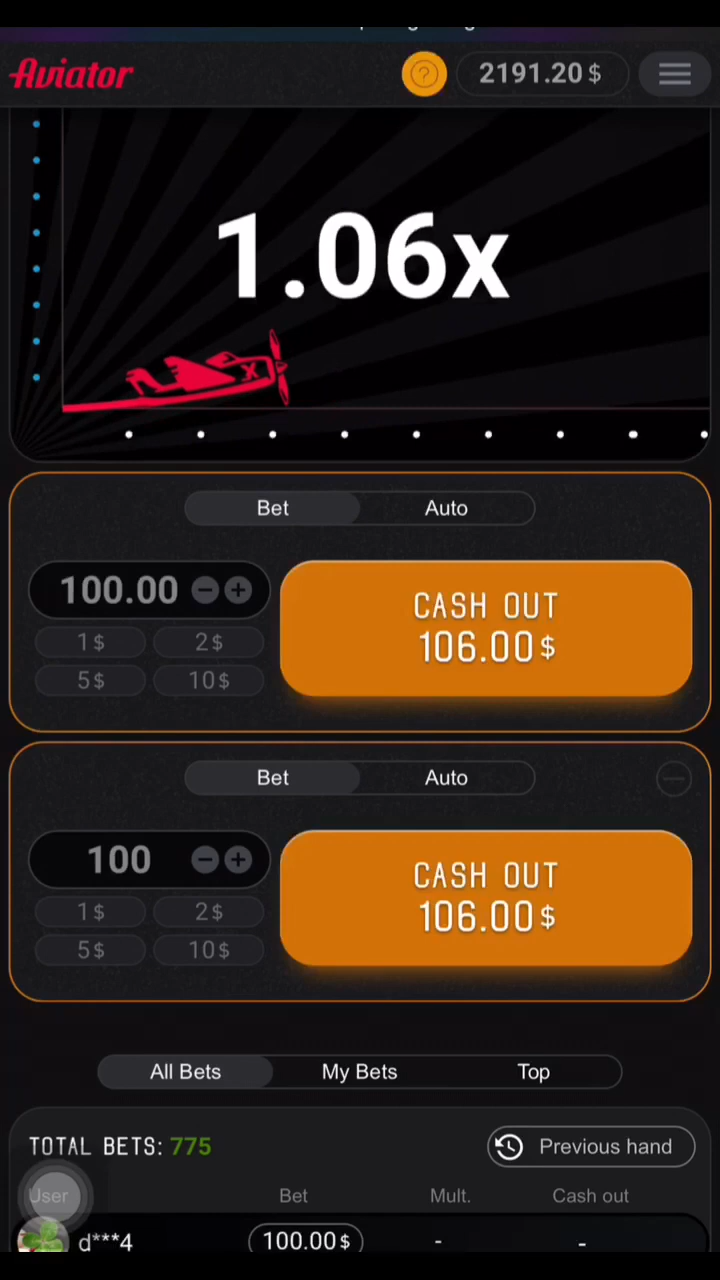 Aviator
2191.20 $
1.06x
X
Bet Auto
100.00 − +
1$ 2$
5$ 10$
CASH OUT
106.00$
Bet Auto
100 − +
1$ 2$
5$ 10$
CASH OUT
106.00$
All Bets My Bets Top
TOTAL BETS: 775
Previous hand
User Bet Mult. Cash out
d***4 100.00$ - -